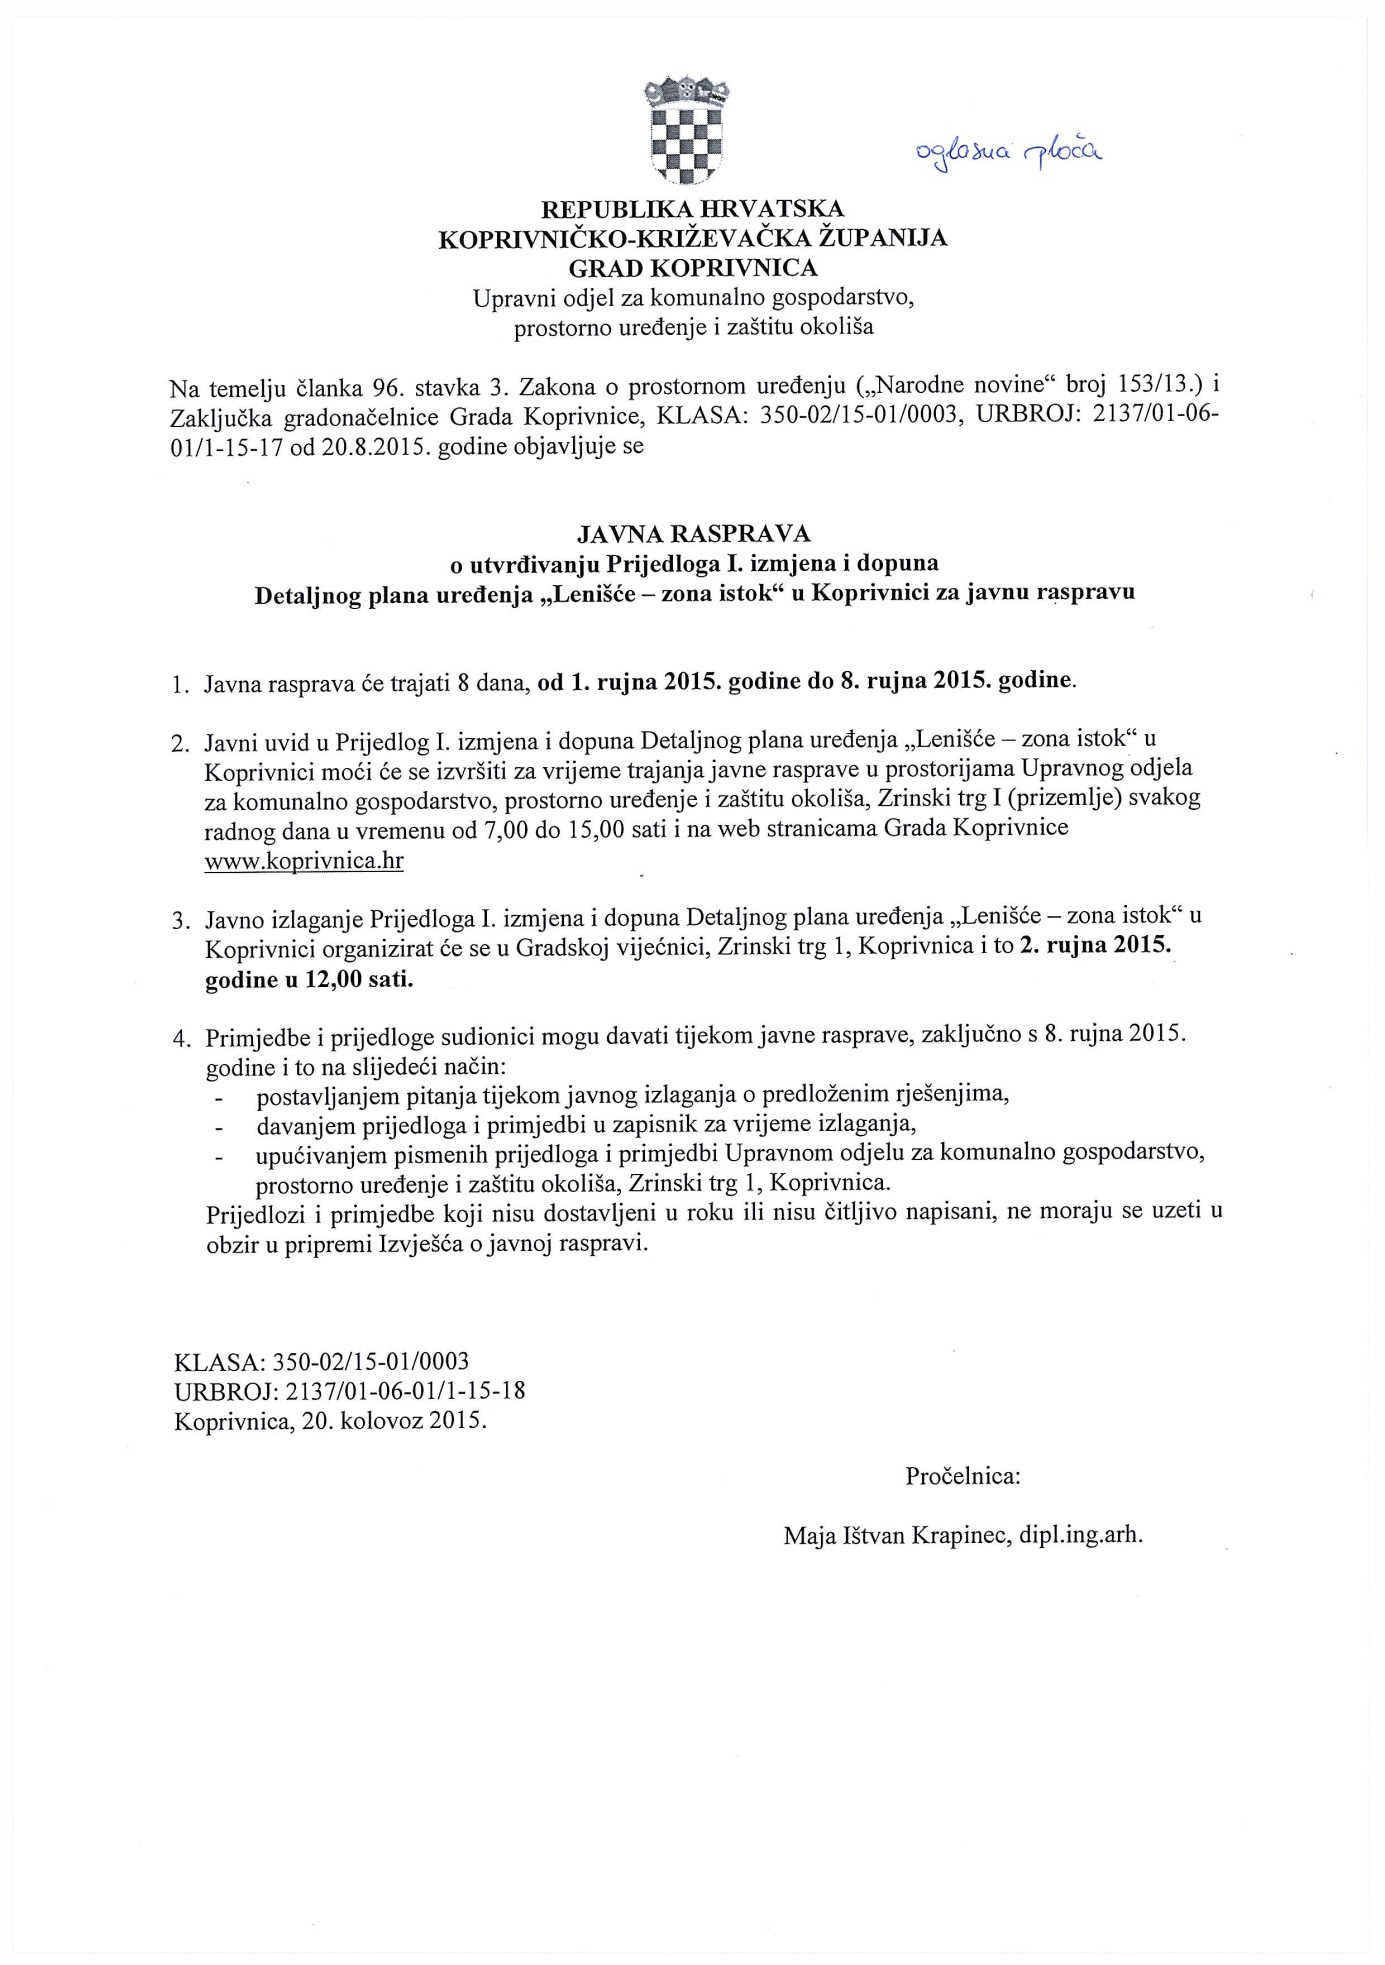 oglasna ploča
REPUBLIKA HRVATSKA
KOPRIVNIČKO-KRIŽEVAČKA ŽUPANIJA
GRAD KOPRIVNICA
Upravni odjel za komunalno gospodarstvo,
prostorno uređenje i zaštitu okoliša
Na temelju članka 96. stavka 3. Zakona o prostornom uređenju („Narodne novine“ broj 153/13.) i
Zaključka gradonačelnice Grada Koprivnice, KLASA: 350-02/15-01/0003, URBROJ: 2137/01-06-
01/1-15-17 od 20.8.2015. godine objavljuje se
JAVNA RASPRAVA
o utvrđivanju Prijedloga I. izmjena i dopuna
Detaljnog plana uređenja „Lenišće – zona istok“ u Koprivnici za javnu raspravu
1. Javna rasprava će trajati 8 dana, od 1. rujna 2015. godine do 8. rujna 2015. godine.
2. Javni uvid u Prijedlog I. izmjena i dopuna Detaljnog plana uređenja „Lenišće – zona istok“ u
Koprivnici moći će se izvršiti za vrijeme trajanja javne rasprave u prostorijama Upravnog odjela
za komunalno gospodarstvo, prostorno uređenje i zaštitu okoliša, Zrinski trg I (prizemlje) svakog
radnog dana u vremenu od 7,00 do 15,00 sati i na web stranicama Grada Koprivnice
www.koprivnica.hr
3. Javno izlaganje Prijedloga I. izmjena i dopuna Detaljnog plana uređenja „Lenišće – zona istok“ u
Koprivnici organizirat će se u Gradskoj vijećnici, Zrinski trg 1, Koprivnica i to 2. rujna 2015.
godine u 12,00 sati.
4. Primjedbe i prijedloge sudionici mogu davati tijekom javne rasprave, zaključno s 8. rujna 2015.
godine i to na slijedeći način:
- postavljanjem pitanja tijekom javnog izlaganja o predloženim rješenjima,
- davanjem prijedloga i primjedbi u zapisnik za vrijeme izlaganja,
- upućivanjem pismenih prijedloga i primjedbi Upravnom odjelu za komunalno gospodarstvo,
prostorno uređenje i zaštitu okoliša, Zrinski trg 1, Koprivnica.
Prijedlozi i primjedbe koji nisu dostavljeni u roku ili nisu čitljivo napisani, ne moraju se uzeti u
obzir u pripremi Izvješća o javnoj raspravi.
KLASA: 350-02/15-01/0003
URBROJ: 2137/01-06-01/1-15-18
Koprivnica, 20. kolovoz 2015.
Pročelnica:
Maja Ištvan Krapinec, dipl.ing.arh.